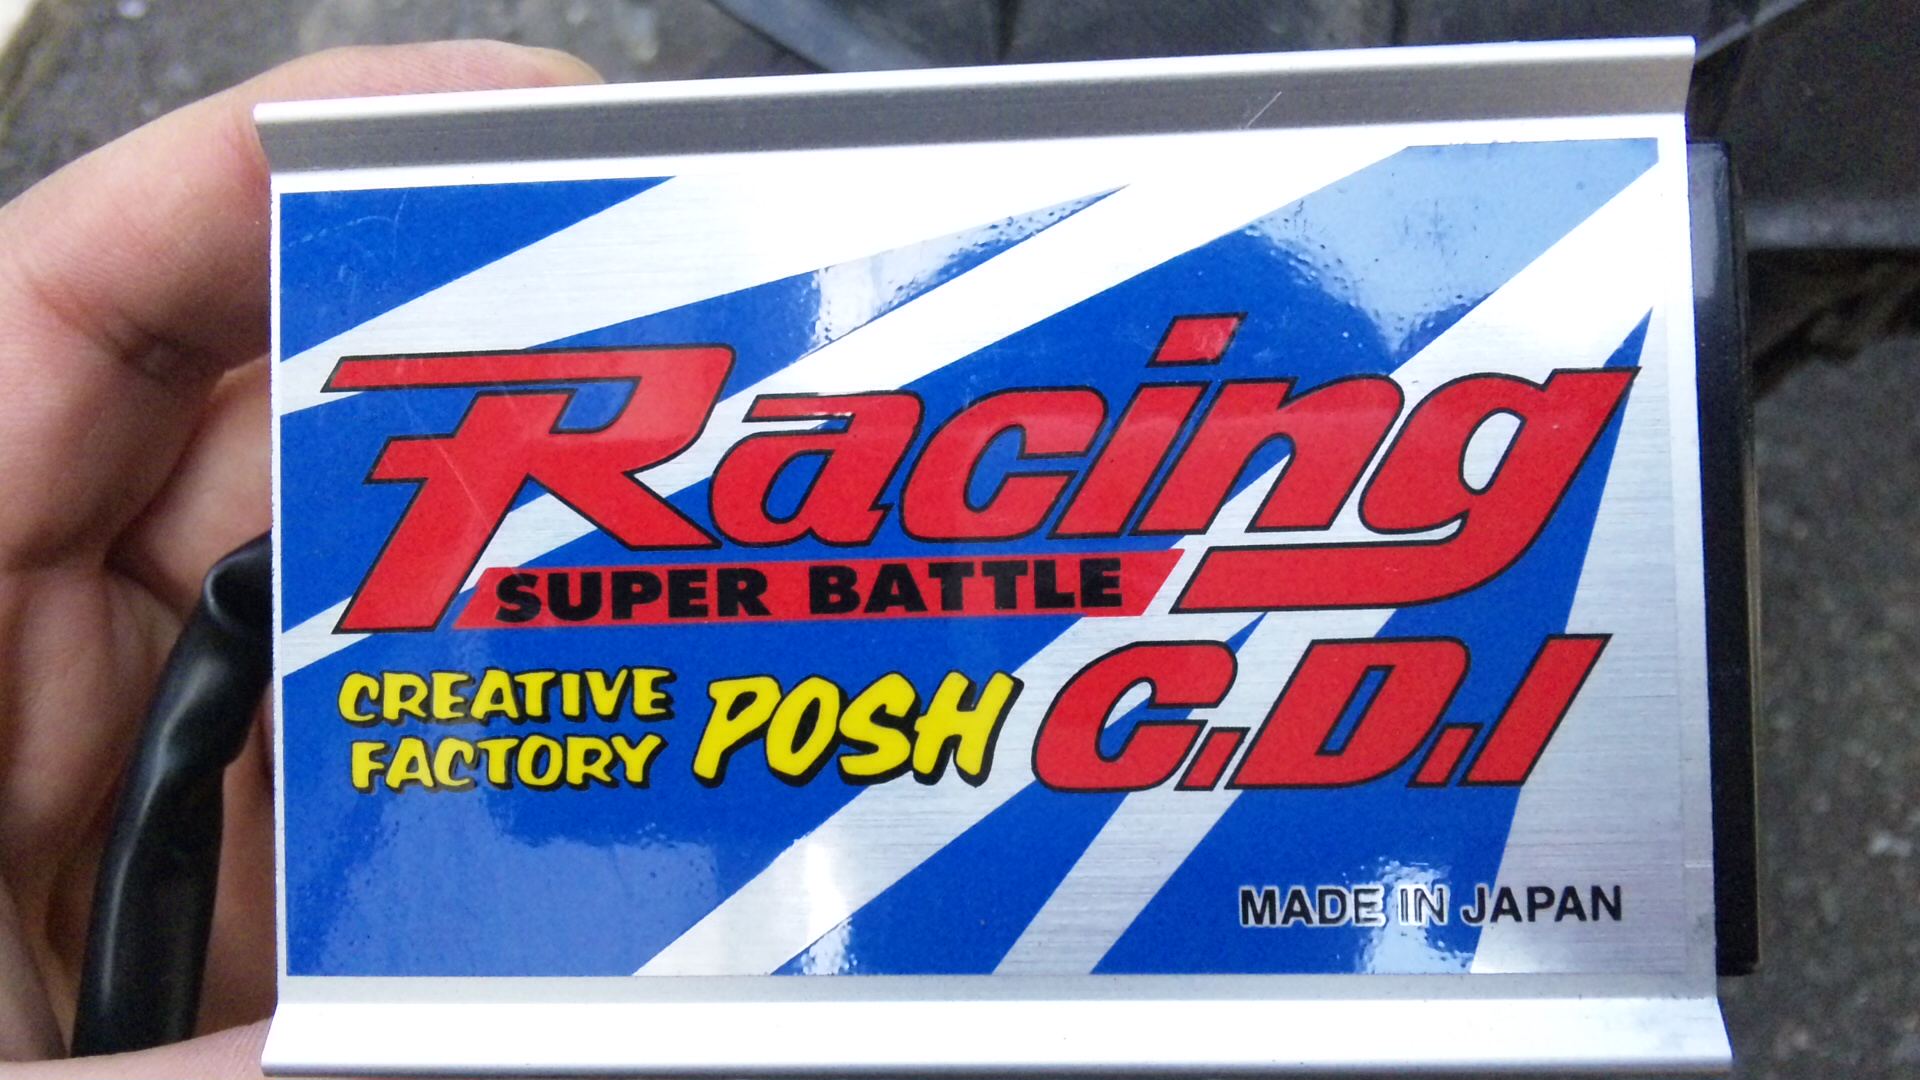 Racing
SUPER BATTLE
CREATIVE FACTORY
POSH
C.D.I
MADE IN JAPAN